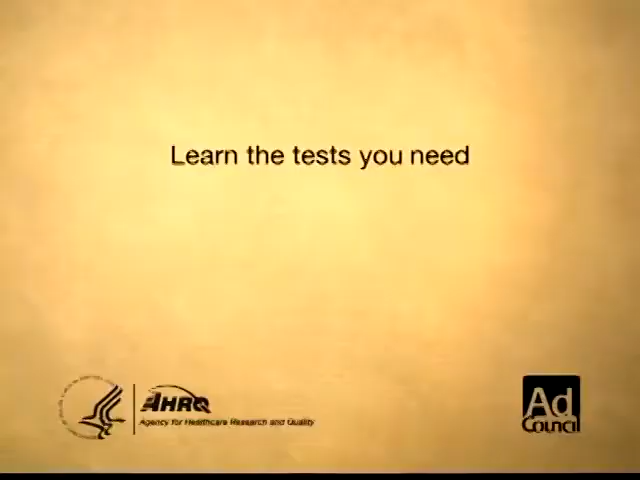 Learn the tests you need
AHRQ
Agency for Healthcare Research and Quality
Ad
Council